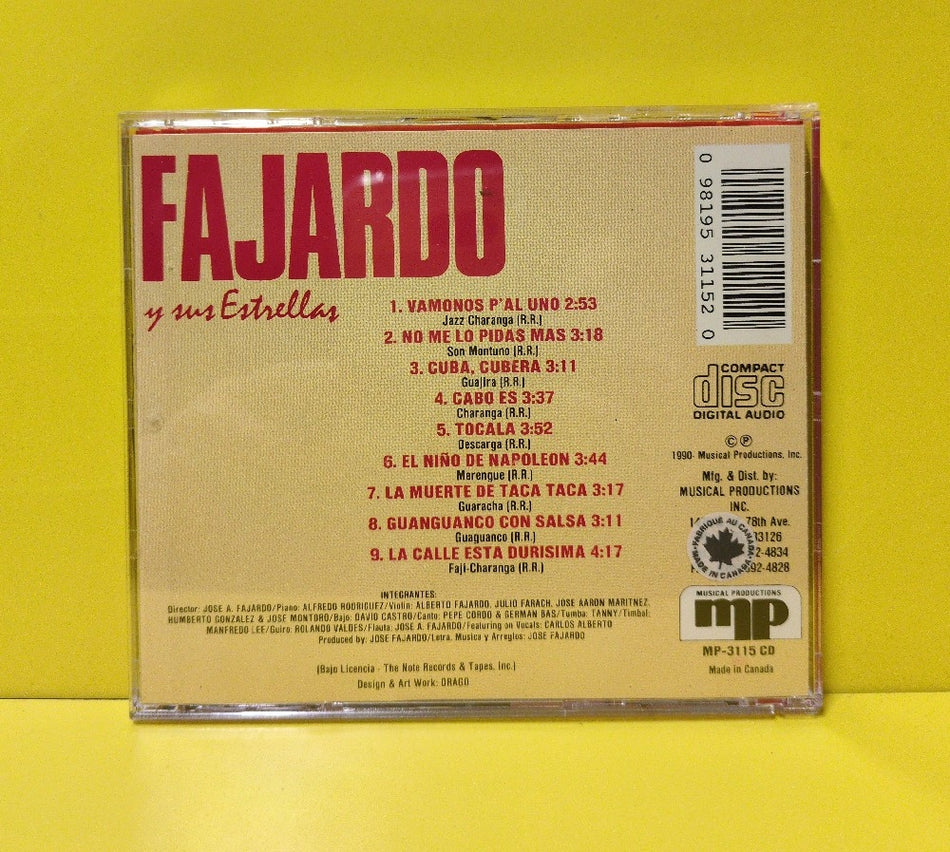 FAJARDO
y sus Estrellas
1. VAMONOS P'AL UNO 2:53
Jazz Charanga (R.R.)
2. NO ME LO PIDAS MAS 3:18
Son Montuno (R.R.)
3. CUBA, CUBERA 3:11
Guajira (R.R.)
4. CABO ES 3:37
Charanga (R.R.)
5. TOCALA 3:52
Descarga (R.R.)
6. EL NIÑO DE NAPOLEON 3:44
Merengue (R.R.)
7. LA MUERTE DE TACA TACA 3:17
Guaracha (R.R.)
8. GUANGUANCO CON SALSA 3:11
Guaguanco (R.R.)
9. LA CALLE ESTA DURISIMA 4:17
Faji-Charanga (R.R.)
INTEGRANTES:
Director: JOSE A. FAJARDO/Piano: ALFREDO RODRIGUEZ/Violin: ALBERTO FAJARDO, JULIO FARACH, JOSE AARON MARITNEZ,
HUMBERTO GONZALEZ & JOSE MONTORO/Bajo: DAVID CASTRO/Canto: PEPE CORDO & GERMAN BAS/Tumba: TANNY/Timbal:
MANFREDO LEE/Guiro: ROLANDO VALDES/Flauta: JOSE A. FAJARDO/Featuring on Vocals: CARLOS ALBERTO
Produced by: JOSE FAJARDO/Letra, Musica y Arreglos: JOSE FAJARDO
(Bajo Licencia - The Note Records & Tapes, Inc.)
Design & Art Work: DRAGO
0 98195 31152 0
COMPACT
disc
DIGITAL AUDIO
© ℗
1990- Musical Productions, Inc.
Mfg. & Dist. by:
MUSICAL PRODUCTIONS
INC.
78th Ave.
FABRIQUE AU CANADA
MADE IN CANADA
-4834
-4828
MUSICAL PRODUCTIONS
mp
MP-3115 CD
Made in Canada